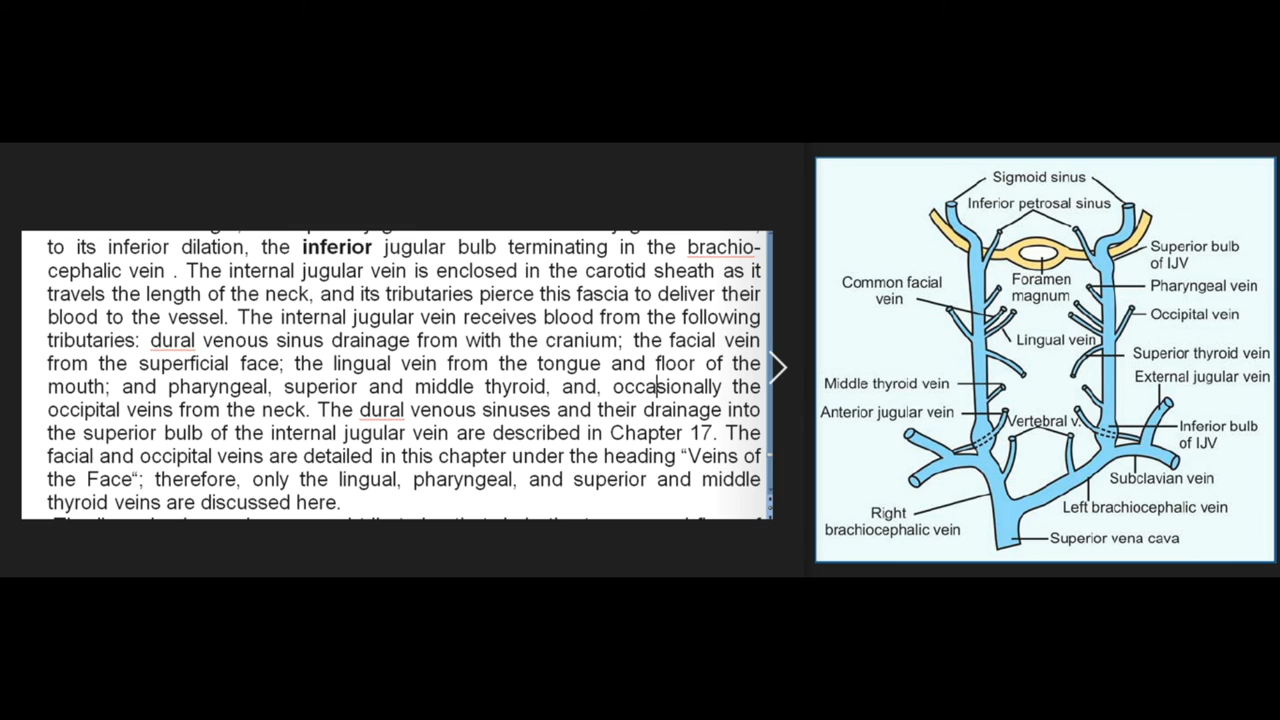 to its inferior dilation, the inferior jugular bulb terminating in the brachio-
cephalic vein . The internal jugular vein is enclosed in the carotid sheath as it
travels the length of the neck, and its tributaries pierce this fascia to deliver their
blood to the vessel. The internal jugular vein receives blood from the following
tributaries: dural venous sinus drainage from with the cranium; the facial vein
from the superficial face; the lingual vein from the tongue and floor of the
mouth; and pharyngeal, superior and middle thyroid, and, occasionally the
occipital veins from the neck. The dural venous sinuses and their drainage into
the superior bulb of the internal jugular vein are described in Chapter 17. The
facial and occipital veins are detailed in this chapter under the heading “Veins of
the Face“; therefore, only the lingual, pharyngeal, and superior and middle
thyroid veins are discussed here.
Sigmoid sinus
Inferior petrosal sinus
Superior bulb
of IJV
Foramen
magnum
Common facial
vein
Pharyngeal vein
Occipital vein
Lingual vein
Superior thyroid vein
External jugular vein
Middle thyroid vein
Anterior jugular vein
Vertebral v.
Inferior bulb
of IJV
Subclavian vein
Left brachiocephalic vein
Right
brachiocephalic vein
Superior vena cava